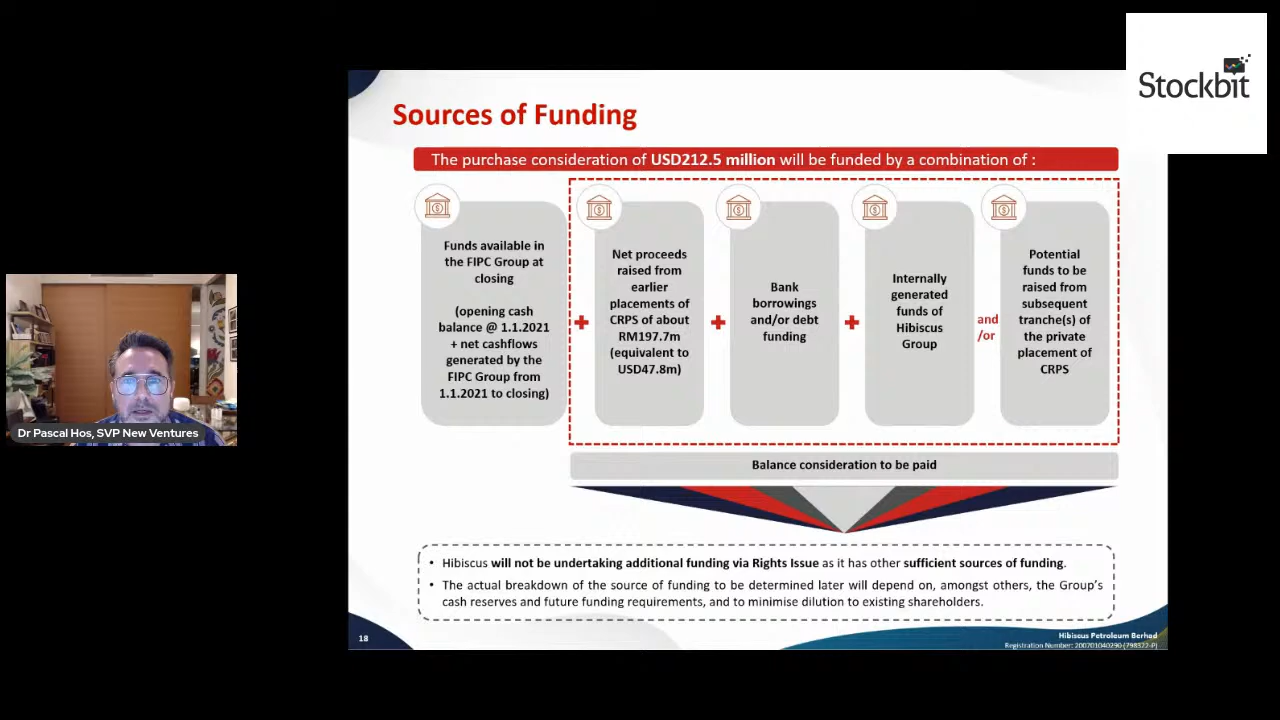 Stockbit
Sources of Funding
The purchase consideration of USD212.5 million will be funded by a combination of :
Funds available in
the FIPC Group at
closing
(opening cash
balance @ 1.1.2021
+ net cashflows
generated by the
FIPC Group from
1.1.2021 to closing)
Net proceeds
raised from
earlier
placements of
CRPS of about
RM197.7m
(equivalent to
USD47.8m)
Bank
borrowings
and/or debt
funding
Internally
generated
funds of
Hibiscus
Group
and
/or
Potential
funds to be
raised from
subsequent
tranche(s) of
the private
placement of
CRPS
Balance consideration to be paid
• Hibiscus will not be undertaking additional funding via Rights Issue as it has other sufficient sources of funding.
• The actual breakdown of the source of funding to be determined later will depend on, amongst others, the Group's
cash reserves and future funding requirements, and to minimise dilution to existing shareholders.
18
Hibiscus Petroleum Berhad
Registration Number: 200701040290 (798322-P)
Dr Pascal Hos, SVP New Ventures